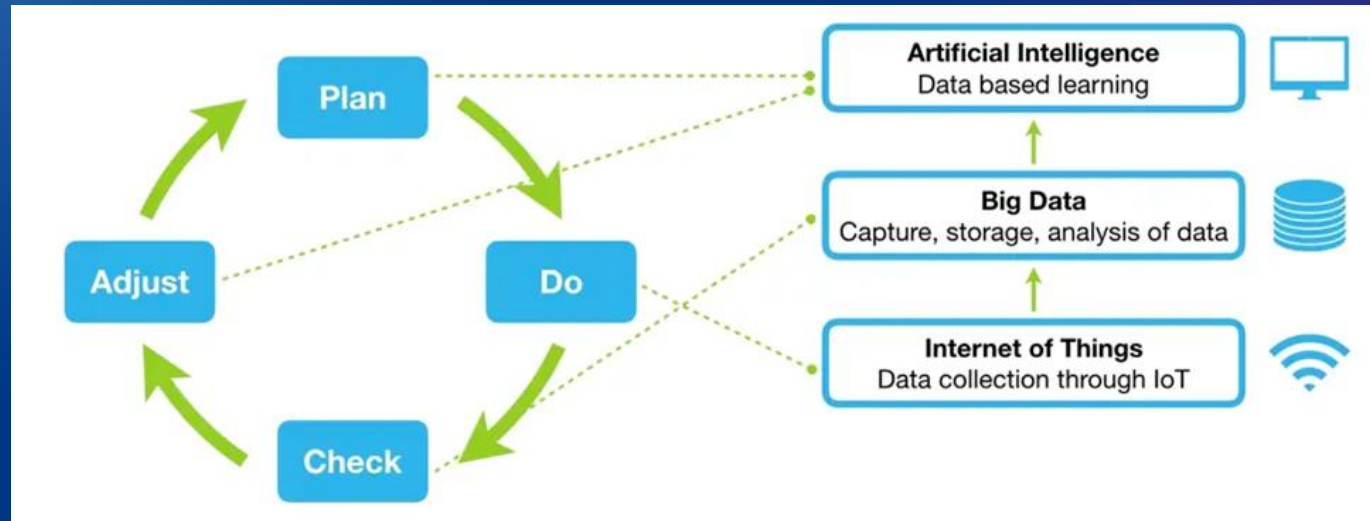 Plan
Do
Check
Adjust
Artificial Intelligence
Data based learning
Big Data
Capture, storage, analysis of data
Internet of Things
Data collection through IoT